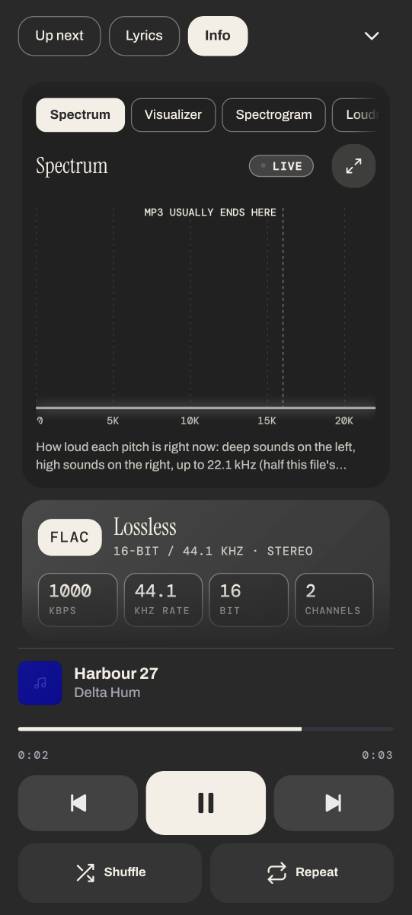 Up next Lyrics Info
Spectrum Visualizer Spectrogram
Spectrum LIVE
MP3 USUALLY ENDS HERE
0 5K 10K 15K 20K
How loud each pitch is right now: deep sounds on the left,
high sounds on the right, up to 22.1 kHz (half this file's...
FLAC Lossless
16-BIT / 44.1 KHZ · STEREO
1000 44.1 16 2
KBPS KHZ RATE BIT CHANNELS
Harbour 27
Delta Hum
0:02 0:03
Shuffle Repeat